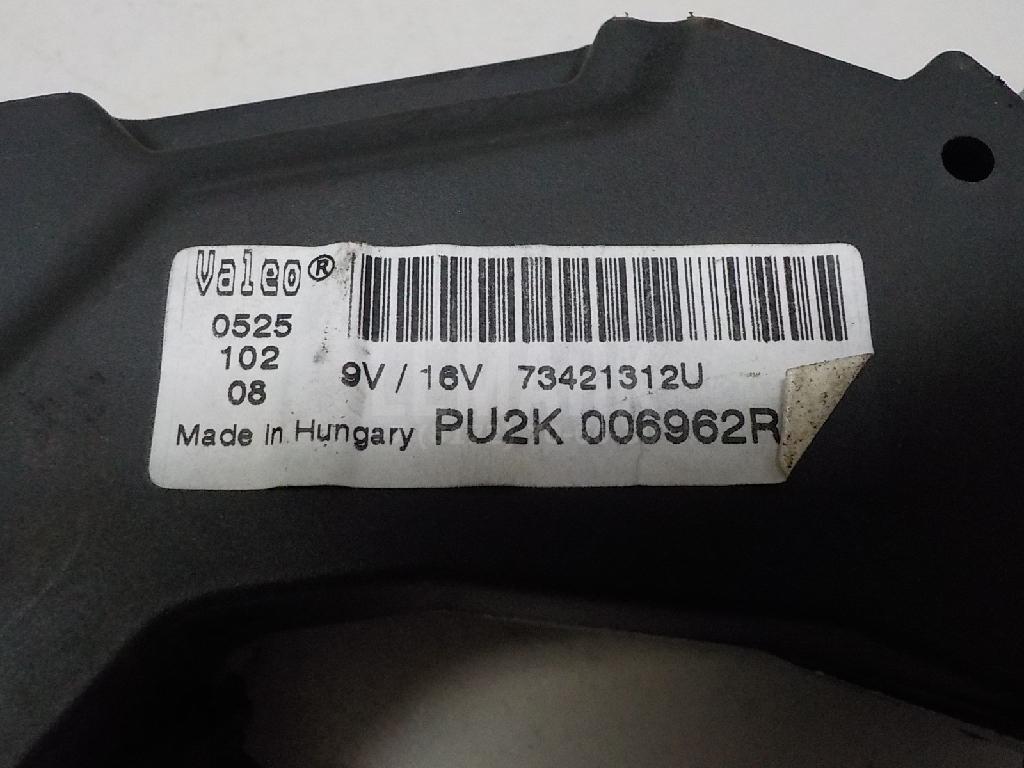 Valeo®
0525
102
08
9V / 16V 73421312U
Made in Hungary PU2K 006962R